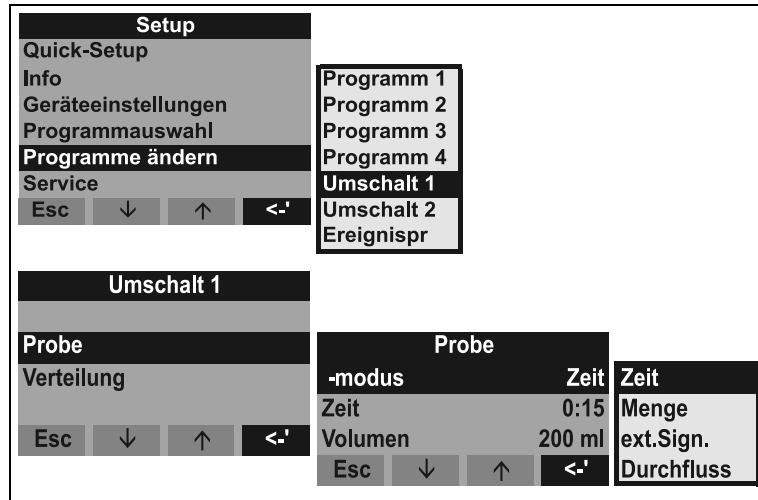 Setup
Quick-Setup
Info
Geräteeinstellungen
Programmauswahl
Programme ändern
Service
Esc ↓ ↑ <-'
Programm 1
Programm 2
Programm 3
Programm 4
Umschalt 1
Umschalt 2
Ereignispr
Umschalt 1
Probe
Verteilung
Esc ↓ ↑ <-'
Probe
-modus Zeit
Zeit 0:15
Volumen 200 ml
Esc ↓ ↑ <-'
Zeit
Menge
ext.Sign.
Durchfluss